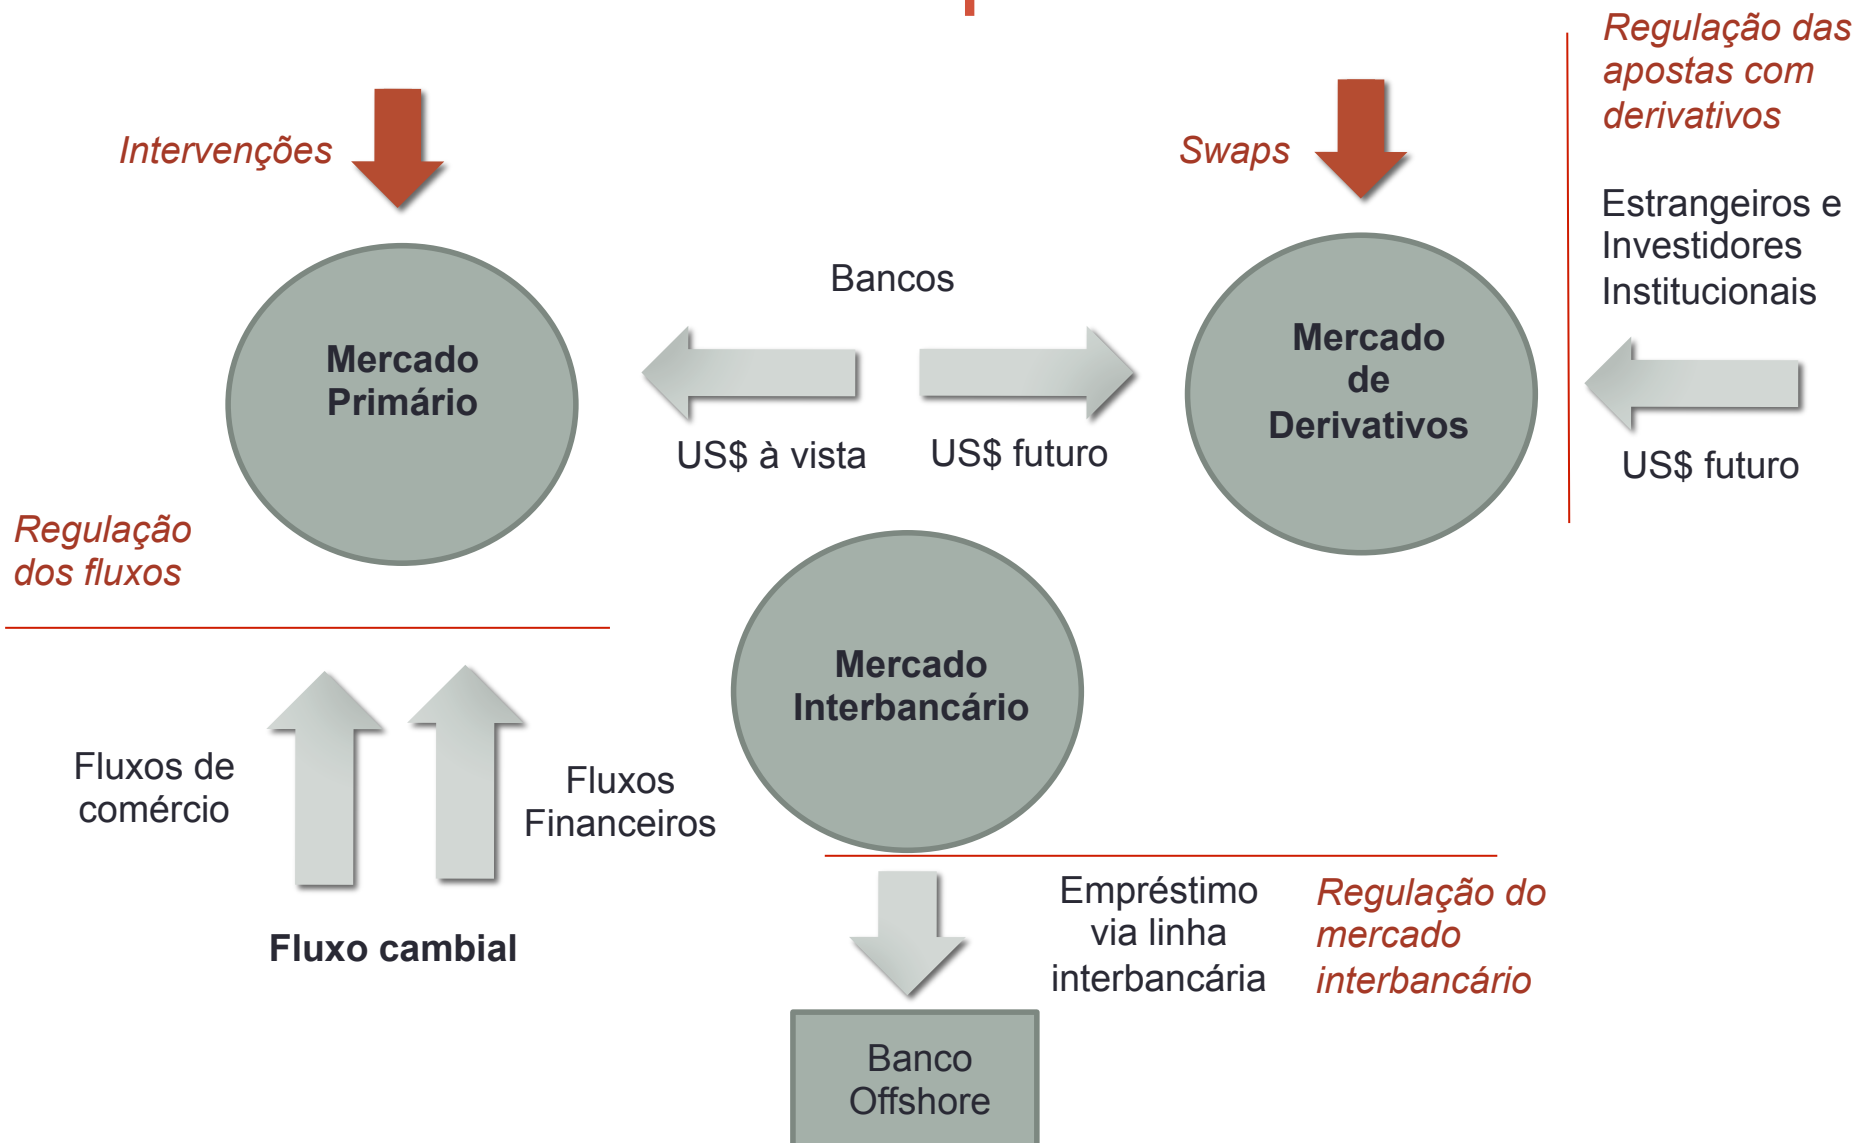 Regulação das
apostas com
derivativos
Intervenções
Swaps
Estrangeiros e
Investidores
Institucionais
Bancos
Mercado
Primário
Mercado
de
Derivativos
US$ à vista
US$ futuro
US$ futuro
Regulação
dos fluxos
Mercado
Interbancário
Fluxos de
comércio
Fluxos
Financeiros
Fluxo cambial
Empréstimo
via linha
interbancária
Regulação do
mercado
interbancário
Banco
Offshore